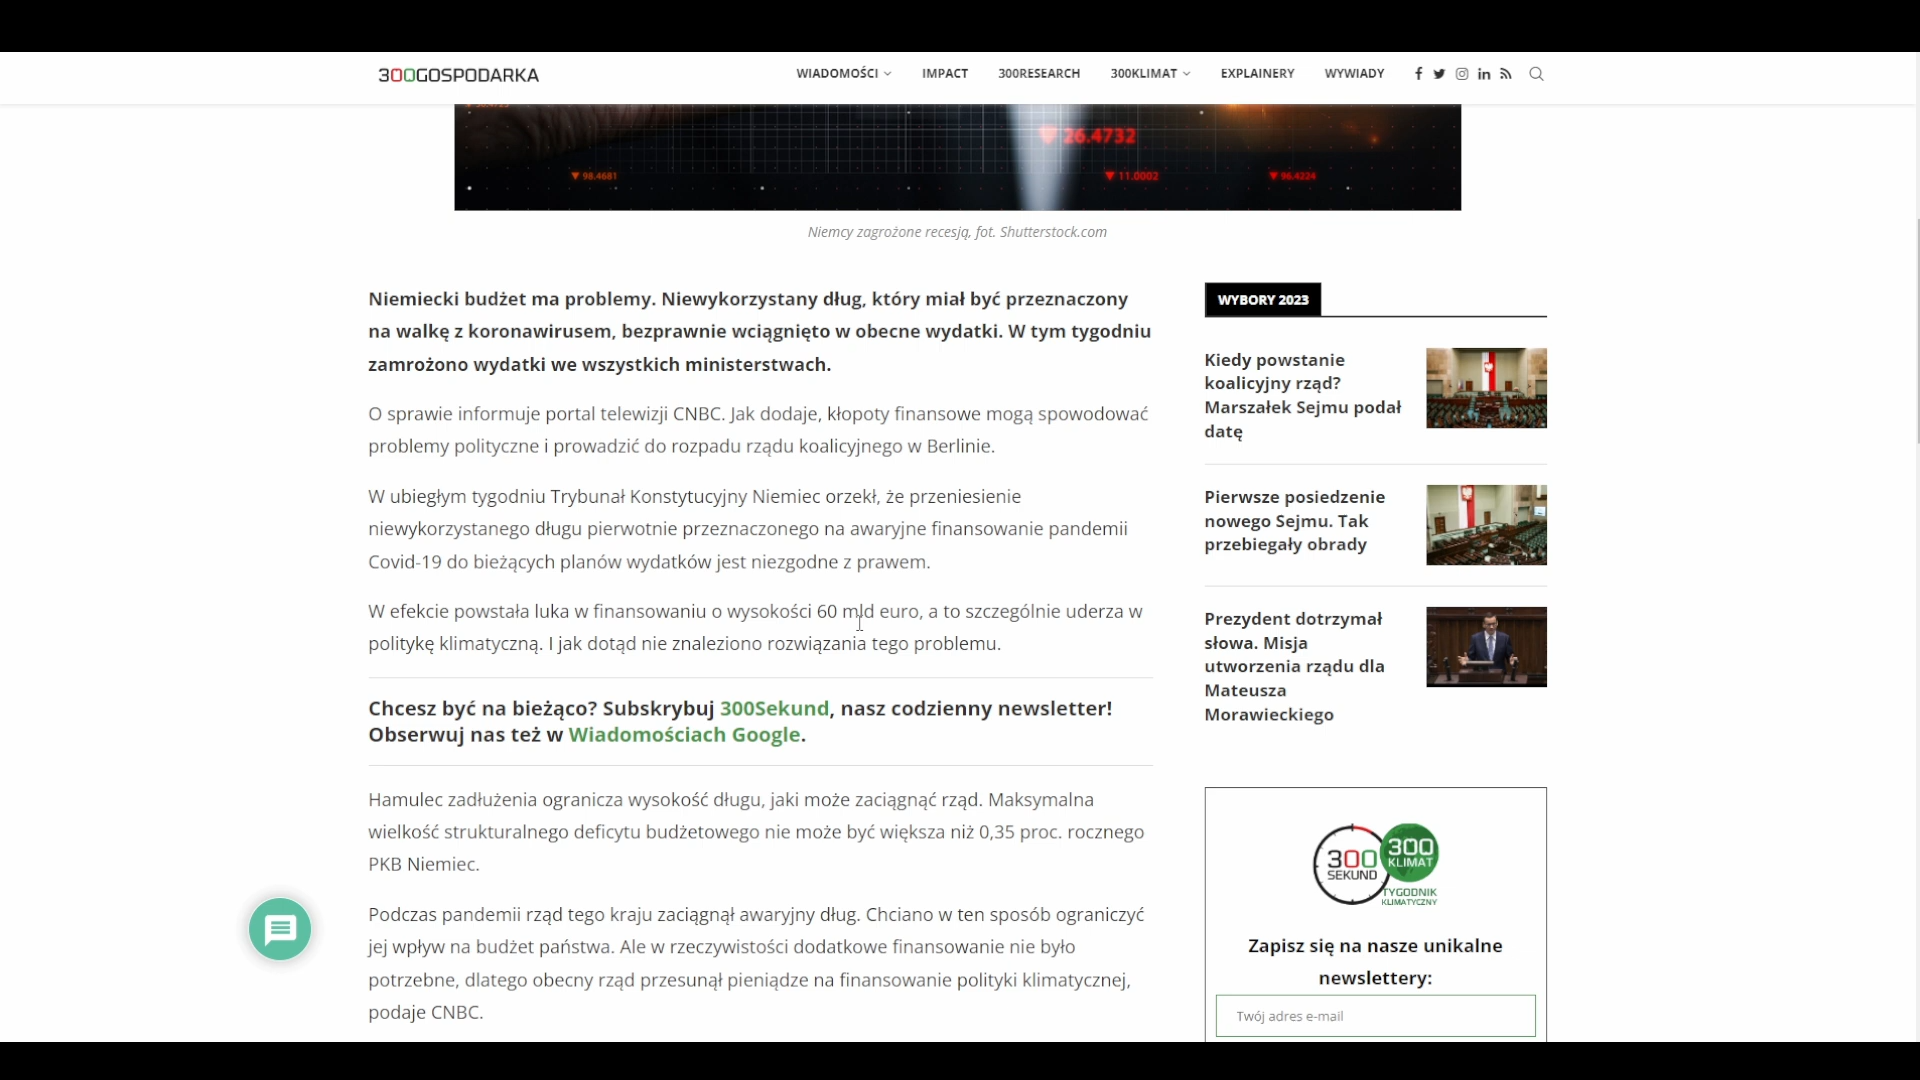 300GOSPODARKA
WIADOMOŚCI
IMPACT
300RESEARCH
300KLIMAT
EXPLAINERY
WYWIADY
26.4732
98.4681
11.0002
96.4224
Niemcy zagrożone recesją, fot. Shutterstock.com
Niemiecki budżet ma problemy. Niewykorzystany dług, który miał być przeznaczony
na walkę z koronawirusem, bezprawnie wciągnięto w obecne wydatki. W tym tygodniu
zamrożono wydatki we wszystkich ministerstwach.
O sprawie informuje portal telewizji CNBC. Jak dodaje, kłopoty finansowe mogą spowodować
problemy polityczne i prowadzić do rozpadu rządu koalicyjnego w Berlinie.
W ubiegłym tygodniu Trybunał Konstytucyjny Niemiec orzekł, że przeniesienie
niewykorzystanego długu pierwotnie przeznaczonego na awaryjne finansowanie pandemii
Covid-19 do bieżących planów wydatków jest niezgodne z prawem.
W efekcie powstała luka w finansowaniu o wysokości 60 mld euro, a to szczególnie uderza w
politykę klimatyczną. I jak dotąd nie znaleziono rozwiązania tego problemu.
Chcesz być na bieżąco? Subskrybuj 300Sekund, nasz codzienny newsletter!
Obserwuj nas też w Wiadomościach Google.
Hamulec zadłużenia ogranicza wysokość długu, jaki może zaciągnąć rząd. Maksymalna
wielkość strukturalnego deficytu budżetowego nie może być większa niż 0,35 proc. rocznego
PKB Niemiec.
Podczas pandemii rząd tego kraju zaciągnął awaryjny dług. Chciano w ten sposób ograniczyć
jej wpływ na budżet państwa. Ale w rzeczywistości dodatkowe finansowanie nie było
potrzebne, dlatego obecny rząd przesunął pieniądze na finansowanie polityki klimatycznej,
podaje CNBC.
WYBORY 2023
Kiedy powstanie
koalicyjny rząd?
Marszałek Sejmu podał
datę
Pierwsze posiedzenie
nowego Sejmu. Tak
przebiegały obrady
Prezydent dotrzymał
słowa. Misja
utworzenia rządu dla
Mateusza
Morawieckiego
300
SEKUND
300
KLIMAT
TYGODNIK
KLIMATYCZNY
Zapisz się na nasze unikalne
newslettery:
Twój adres e-mail